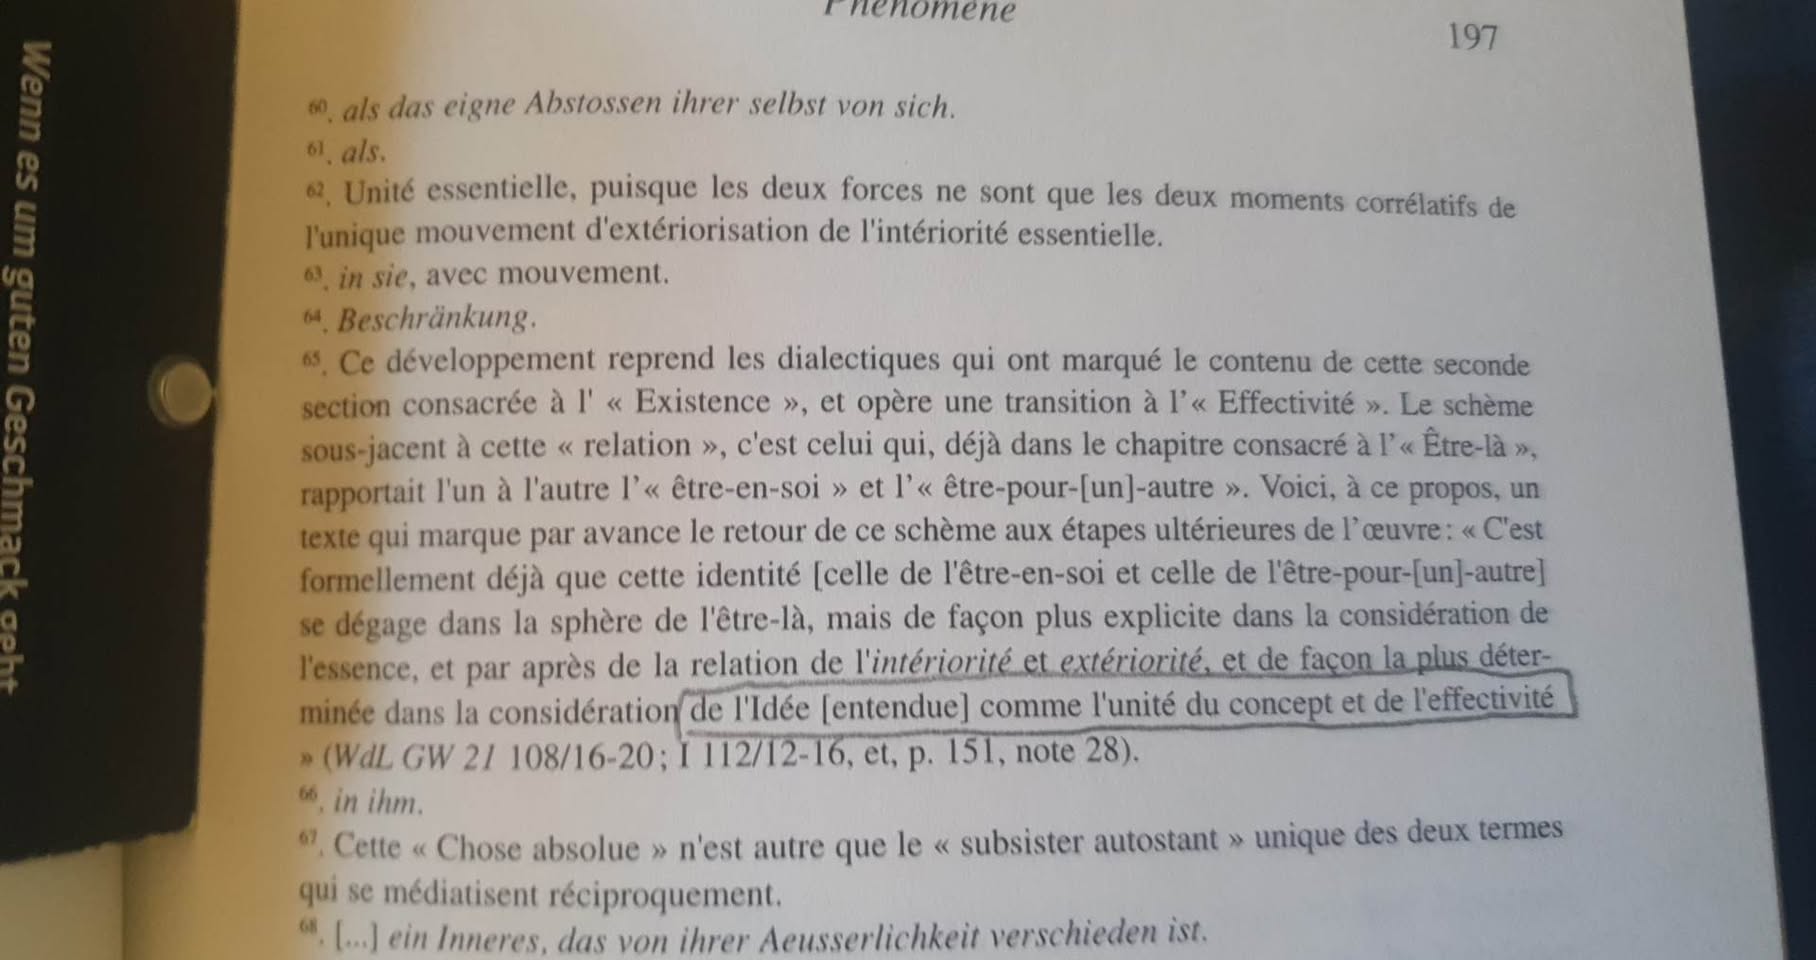 Wenn es um guten Geschmack geht
Phénomène
197
⁶⁰. als das eigne Abstossen ihrer selbst von sich.
⁶¹. als.
⁶². Unité essentielle, puisque les deux forces ne sont que les deux moments corrélatifs de
l'unique mouvement d'extériorisation de l'intériorité essentielle.
⁶³. in sie, avec mouvement.
⁶⁴. Beschränkung.
⁶⁵. Ce développement reprend les dialectiques qui ont marqué le contenu de cette seconde
section consacrée à l' « Existence », et opère une transition à l'« Effectivité ». Le schème
sous-jacent à cette « relation », c'est celui qui, déjà dans le chapitre consacré à l'« Être-là »,
rapportait l'un à l'autre l'« être-en-soi » et l'« être-pour-[un]-autre ». Voici, à ce propos, un
texte qui marque par avance le retour de ce schème aux étapes ultérieures de l'œuvre : « C'est
formellement déjà que cette identité [celle de l'être-en-soi et celle de l'être-pour-[un]-autre]
se dégage dans la sphère de l'être-là, mais de façon plus explicite dans la considération de
l'essence, et par après de la relation de l'intériorité et extériorité, et de façon la plus déter-
minée dans la considération de l'Idée [entendue] comme l'unité du concept et de l'effectivité
» (WdL GW 21 108/16-20 ; I 112/12-16, et, p. 151, note 28).
⁶⁶. in ihm.
⁶⁷. Cette « Chose absolue » n'est autre que le « subsister autostant » unique des deux termes
qui se médiatisent réciproquement.
⁶⁸. [...] ein Inneres, das von ihrer Aeusserlichkeit verschieden ist.